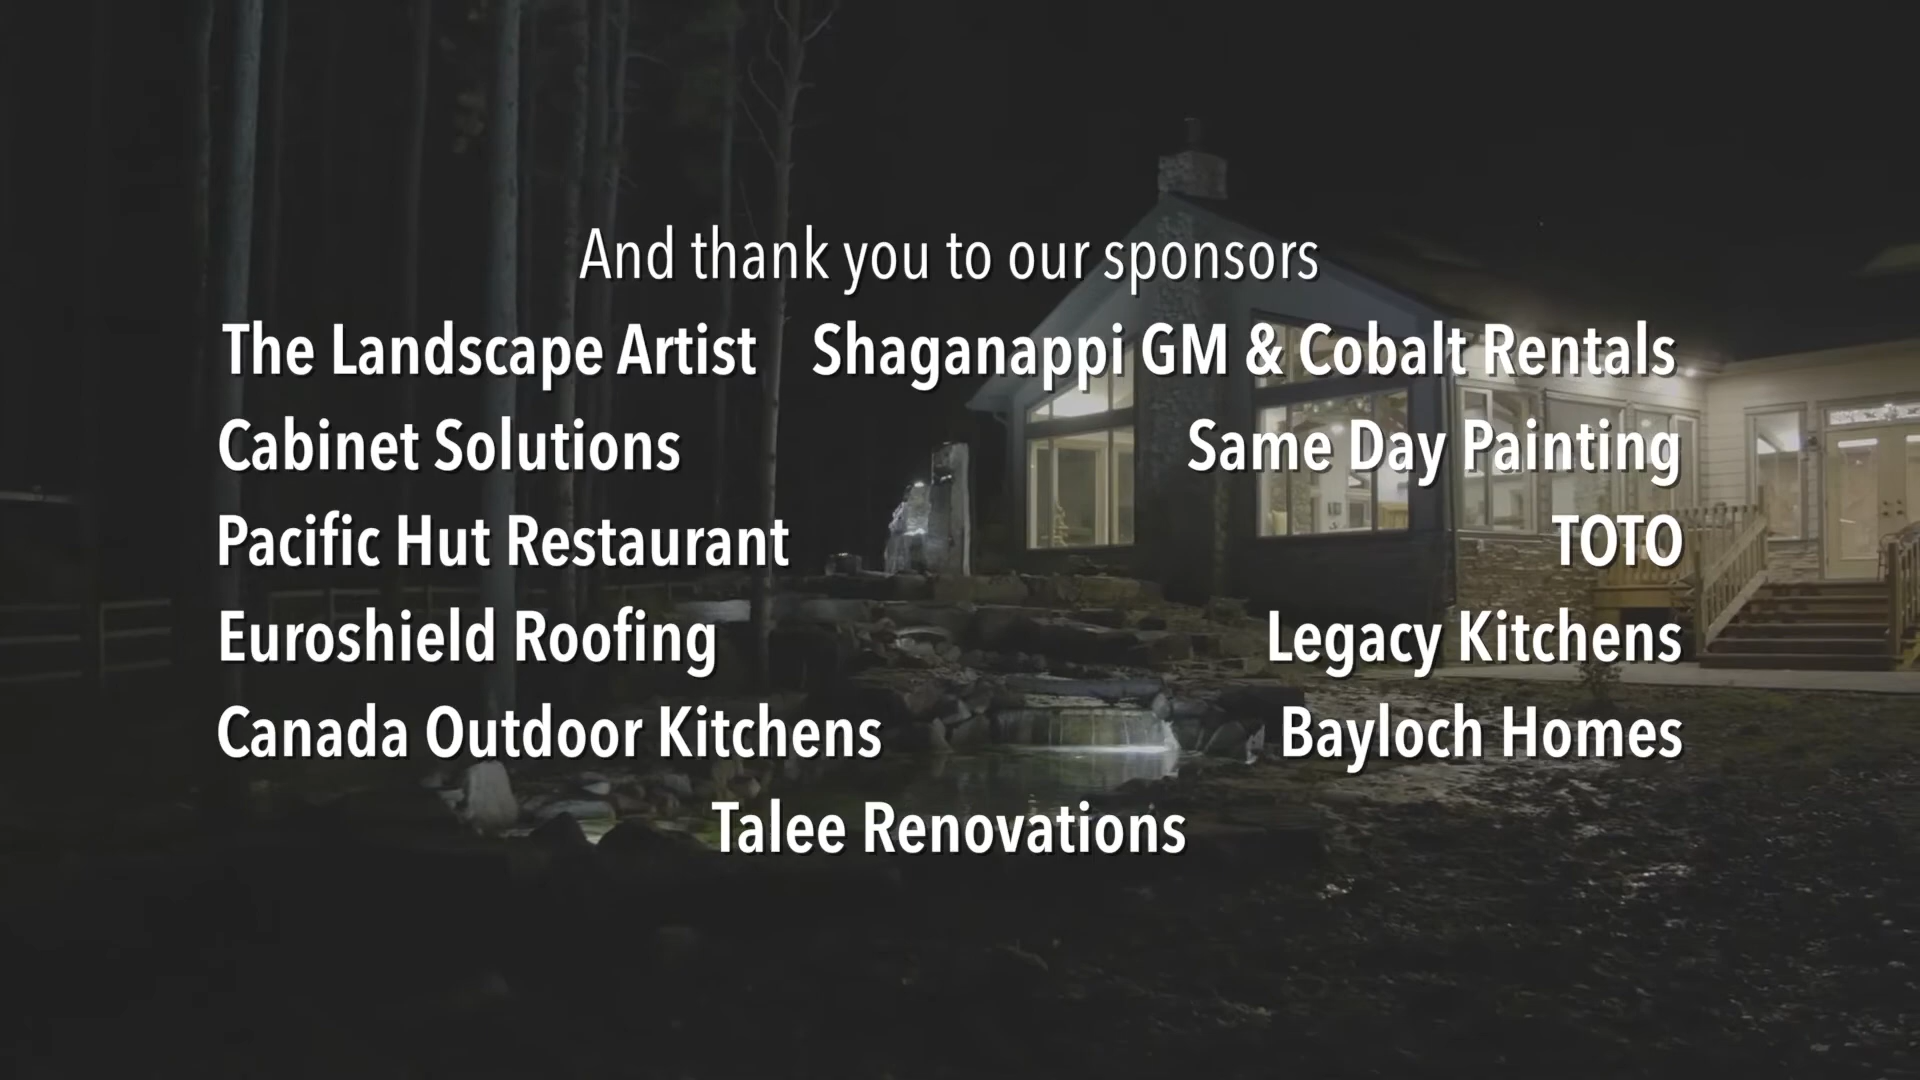 And thank you to our sponsors
The Landscape Artist Shaganappi GM & Cobalt Rentals
Cabinet Solutions Same Day Painting
Pacific Hut Restaurant TOTO
Euroshield Roofing Legacy Kitchens
Canada Outdoor Kitchens Bayloch Homes
Talee Renovations